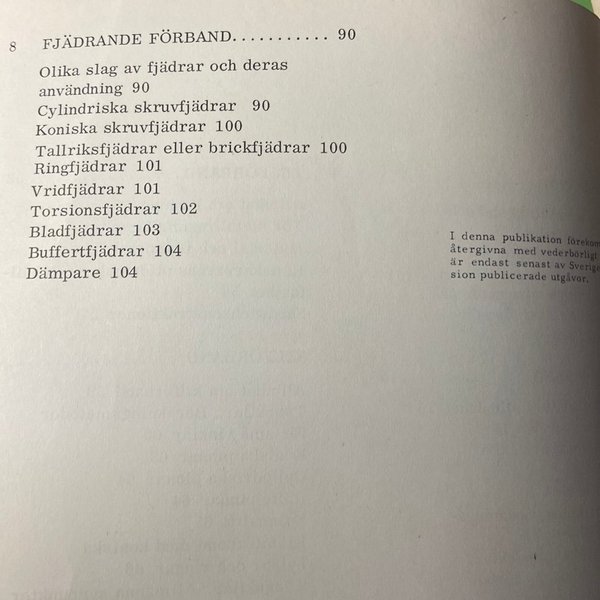 8 FJÄDRANDE FÖRBAND........... 90
Olika slag av fjädrar och deras
användning 90
Cylindriska skruvfjädrar 90
Koniska skruvfjädrar 100
Tallriksfjädrar eller brickfjädrar 100
Ringfjädrar 101
Vridfjädrar 101
Torsionsfjädrar 102
Bladfjädrar 103
Buffertfjädrar 104
Dämpare 104
I denna publikation förekom
återgivna med vederbörligt
är endast senast av Sverige
sion publicerade utgåvor.